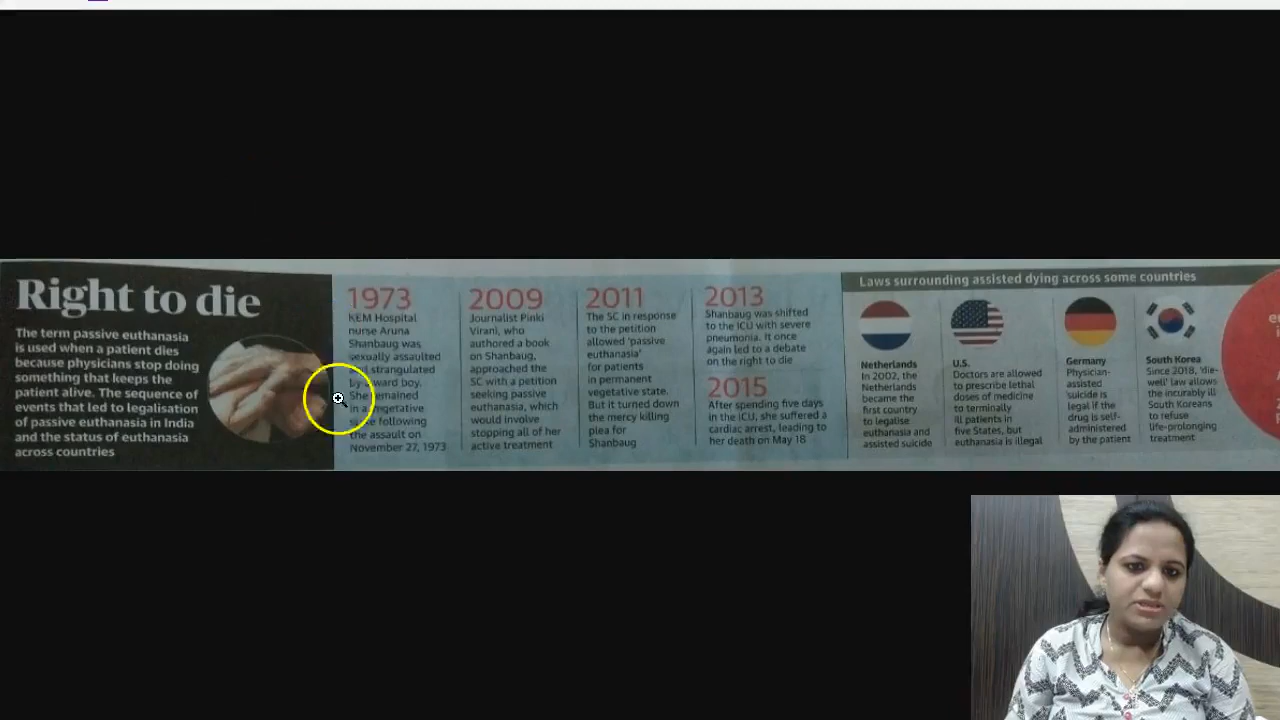 Right to die
The term passive euthanasia
is used when a patient dies
because physicians stop doing
something that keeps the
patient alive. The sequence of
events that led to legalisation
of passive euthanasia in India
and the status of euthanasia
across countries
1973
KEM Hospital
nurse Aruna
Shanbaug was
sexually assaulted
strangulated
ward boy.
remained
in a vegetative
following
the assault on
November 27, 1973
2009
Journalist Pinki
Virani, who
authored a book
on Shanbaug,
approached the
SC with a petition
seeking passive
euthanasia, which
would involve
stopping all of her
active treatment
2011
The SC in response
to the petition
allowed 'passive
euthanasia'
for patients
in permanent
vegetative state.
But it turned down
the mercy killing
plea for
Shanbaug
2013
Shanbaug was shifted
to the ICU with severe
pneumonia. It once
again led to a debate
on the right to die
2015
After spending five days
in the ICU, she suffered a
cardiac arrest, leading to
her death on May 18
Laws surrounding assisted dying across some countries
Netherlands
In 2002, the
Netherlands
became the
first country
to legalise
euthanasia and
assisted suicide
U.S.
Doctors are allowed
to prescribe lethal
doses of medicine
to terminally
ill patients in
five States, but
euthanasia is illegal
Germany
Physician-
assisted
suicide is
legal if the
drug is self-
administered
by the patient
South Korea
Since 2018, 'die-
well' law allows
the incurably ill
South Koreans
to refuse
life-prolonging
treatment